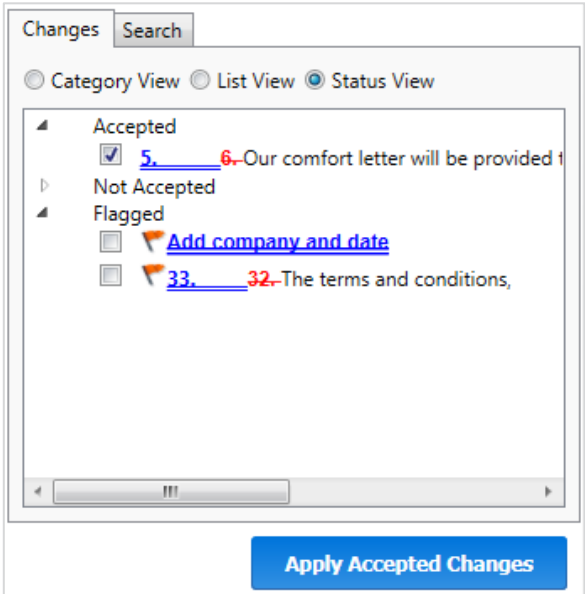 Changes Search
Category View List View Status View
Accepted
5. 6. Our comfort letter will be provided
Not Accepted
Flagged
Add company and date
33. 32. The terms and conditions,
Apply Accepted Changes